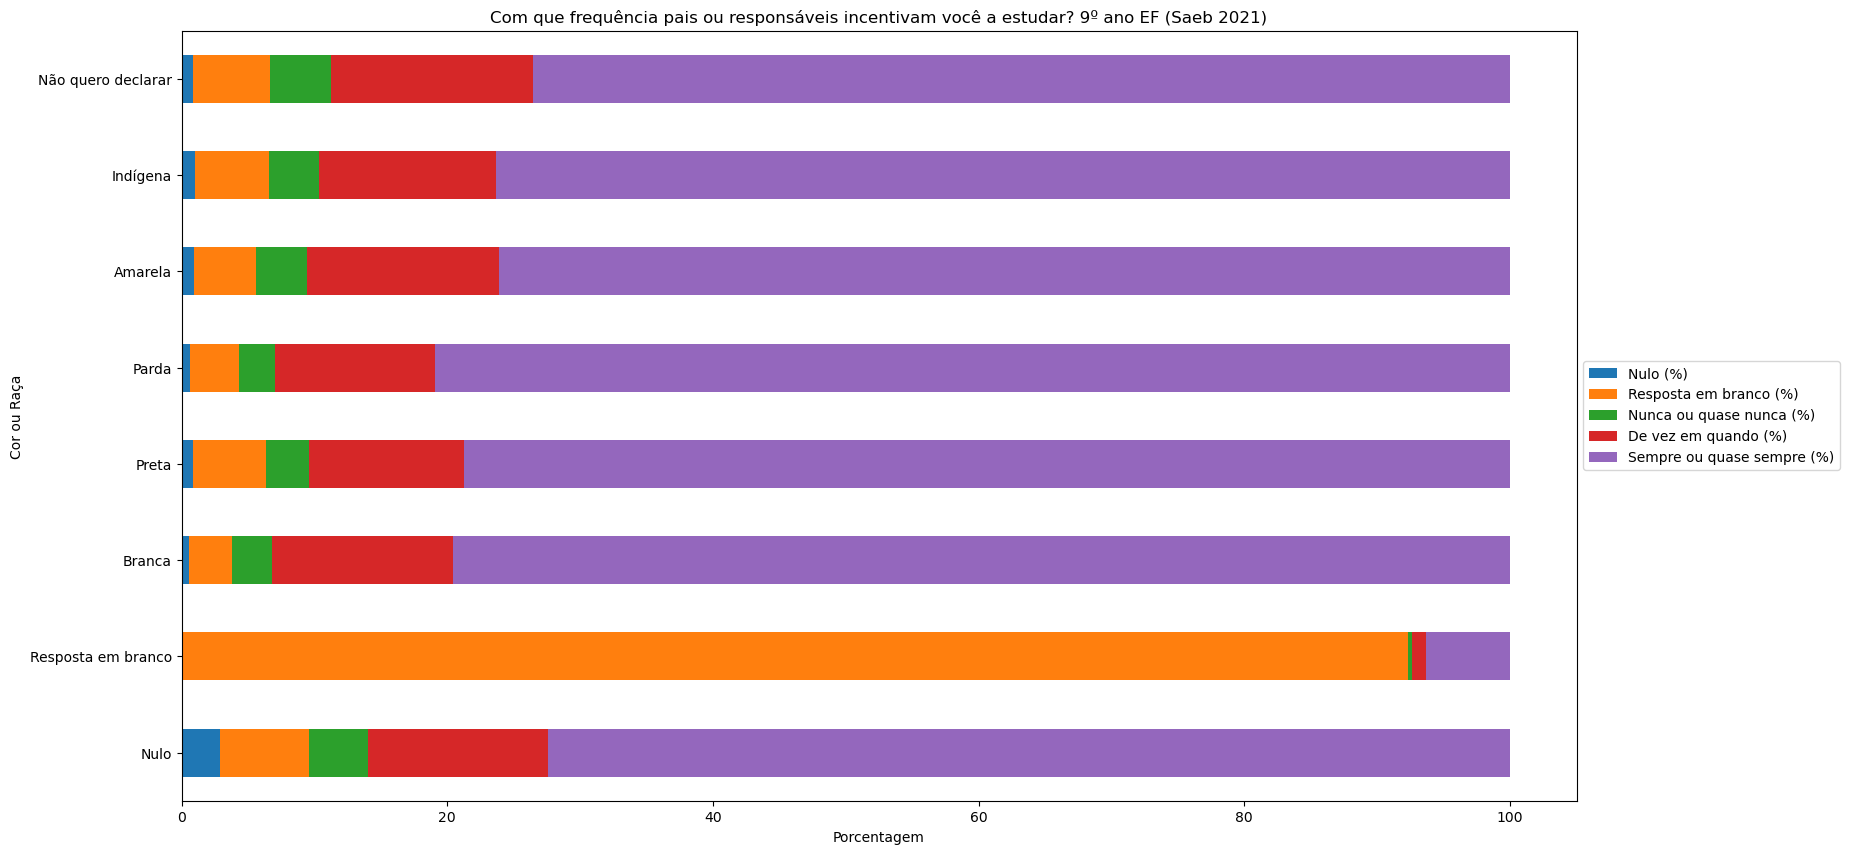 Com que frequência pais ou responsáveis incentivam você a estudar? 9º ano EF (Saeb 2021)
Cor ou Raça
Não quero declarar
Indígena
Amarela
Parda
Preta
Branca
Resposta em branco
Nulo
0 20 40 60 80 100
Porcentagem
Nulo (%)
Resposta em branco (%)
Nunca ou quase nunca (%)
De vez em quando (%)
Sempre ou quase sempre (%)